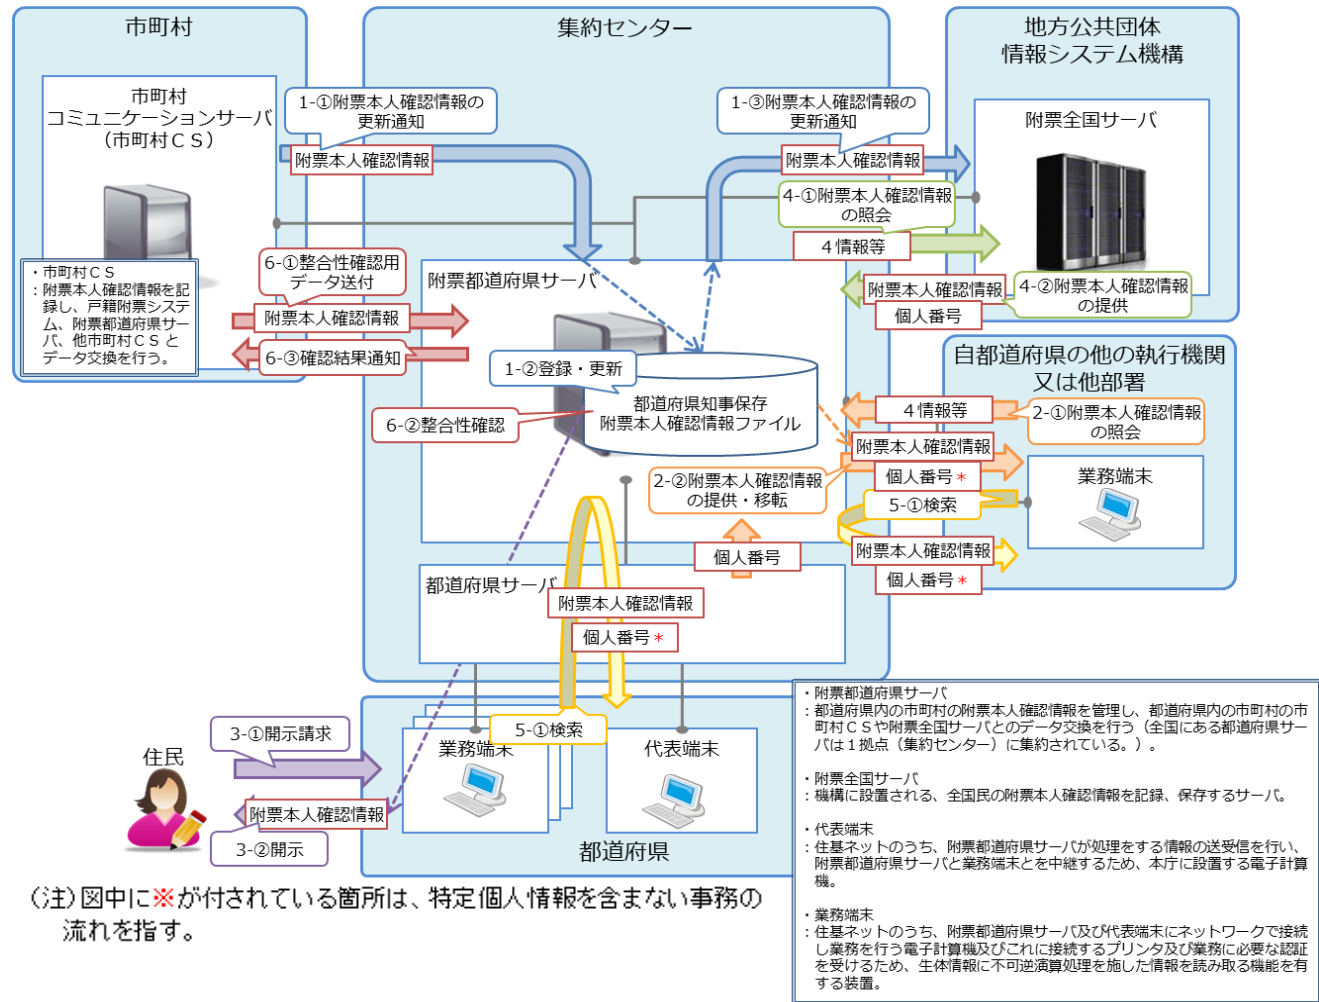 市町村
集約センター
地方公共団体
情報システム機構
市町村
コミュニケーションサーバ
（市町村ＣＳ）
1-①附票本人確認情報の
更新通知
附票本人確認情報
1-③附票本人確認情報の
更新通知
附票本人確認情報
附票全国サーバ
4-①附票本人確認情報
の照会
４情報等
附票本人確認情報
個人番号
4-②附票本人確認情報
の提供
・市町村ＣＳ
：附票本人確認情報を記
録し、戸籍附票システ
ム、附票都道府県サー
バ、他市町村ＣＳと
データ交換を行う。
6-①整合性確認用
データ送付
附票本人確認情報
6-③確認結果通知
附票都道府県サーバ
1-②登録・更新
6-②整合性確認
都道府県知事保存
附票本人確認情報ファイル
自都道府県の他の執行機関
又は他部署
４情報等
2-①附票本人確認情報
の照会
附票本人確認情報
個人番号＊
2-②附票本人確認情報
の提供・移転
5-①検索
業務端末
附票本人確認情報
個人番号＊
個人番号
都道府県サーバ
附票本人確認情報
個人番号＊
5-①検索
業務端末
代表端末
都道府県
住民
3-①開示請求
附票本人確認情報
3-②開示
・附票都道府県サーバ
：都道府県内の市町村の附票本人確認情報を管理し、都道府県内の市町村の市
町村ＣＳや附票全国サーバとのデータ交換を行う（全国にある都道府県サー
バは１拠点（集約センター）に集約されている。）。
・附票全国サーバ
：機構に設置される、全国民の附票本人確認情報を記録、保存するサーバ。
・代表端末
：住基ネットのうち、附票都道府県サーバが処理をする情報の送受信を行い、
附票都道府県サーバと業務端末とを中継するため、本庁に設置する電子計算
機。
・業務端末
：住基ネットのうち、附票都道府県サーバ及び代表端末にネットワークで接続
し業務を行う電子計算機及びこれに接続するプリンタ及び業務に必要な認証
を受けるため、生体情報に不可逆演算処理を施した情報を読み取る機能を有
する装置。
（注）図中に※が付されている箇所は、特定個人情報を含まない事務の
流れを指す。